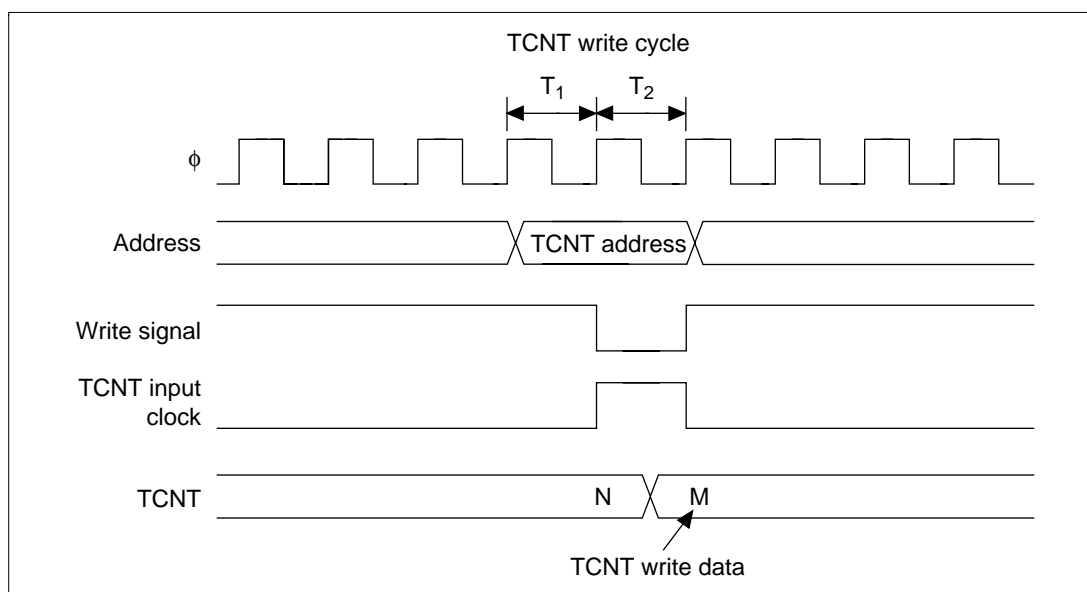 TCNT write cycle
T1 T2
ϕ
Address
TCNT address
Write signal
TCNT input
clock
TCNT
N M
TCNT write data